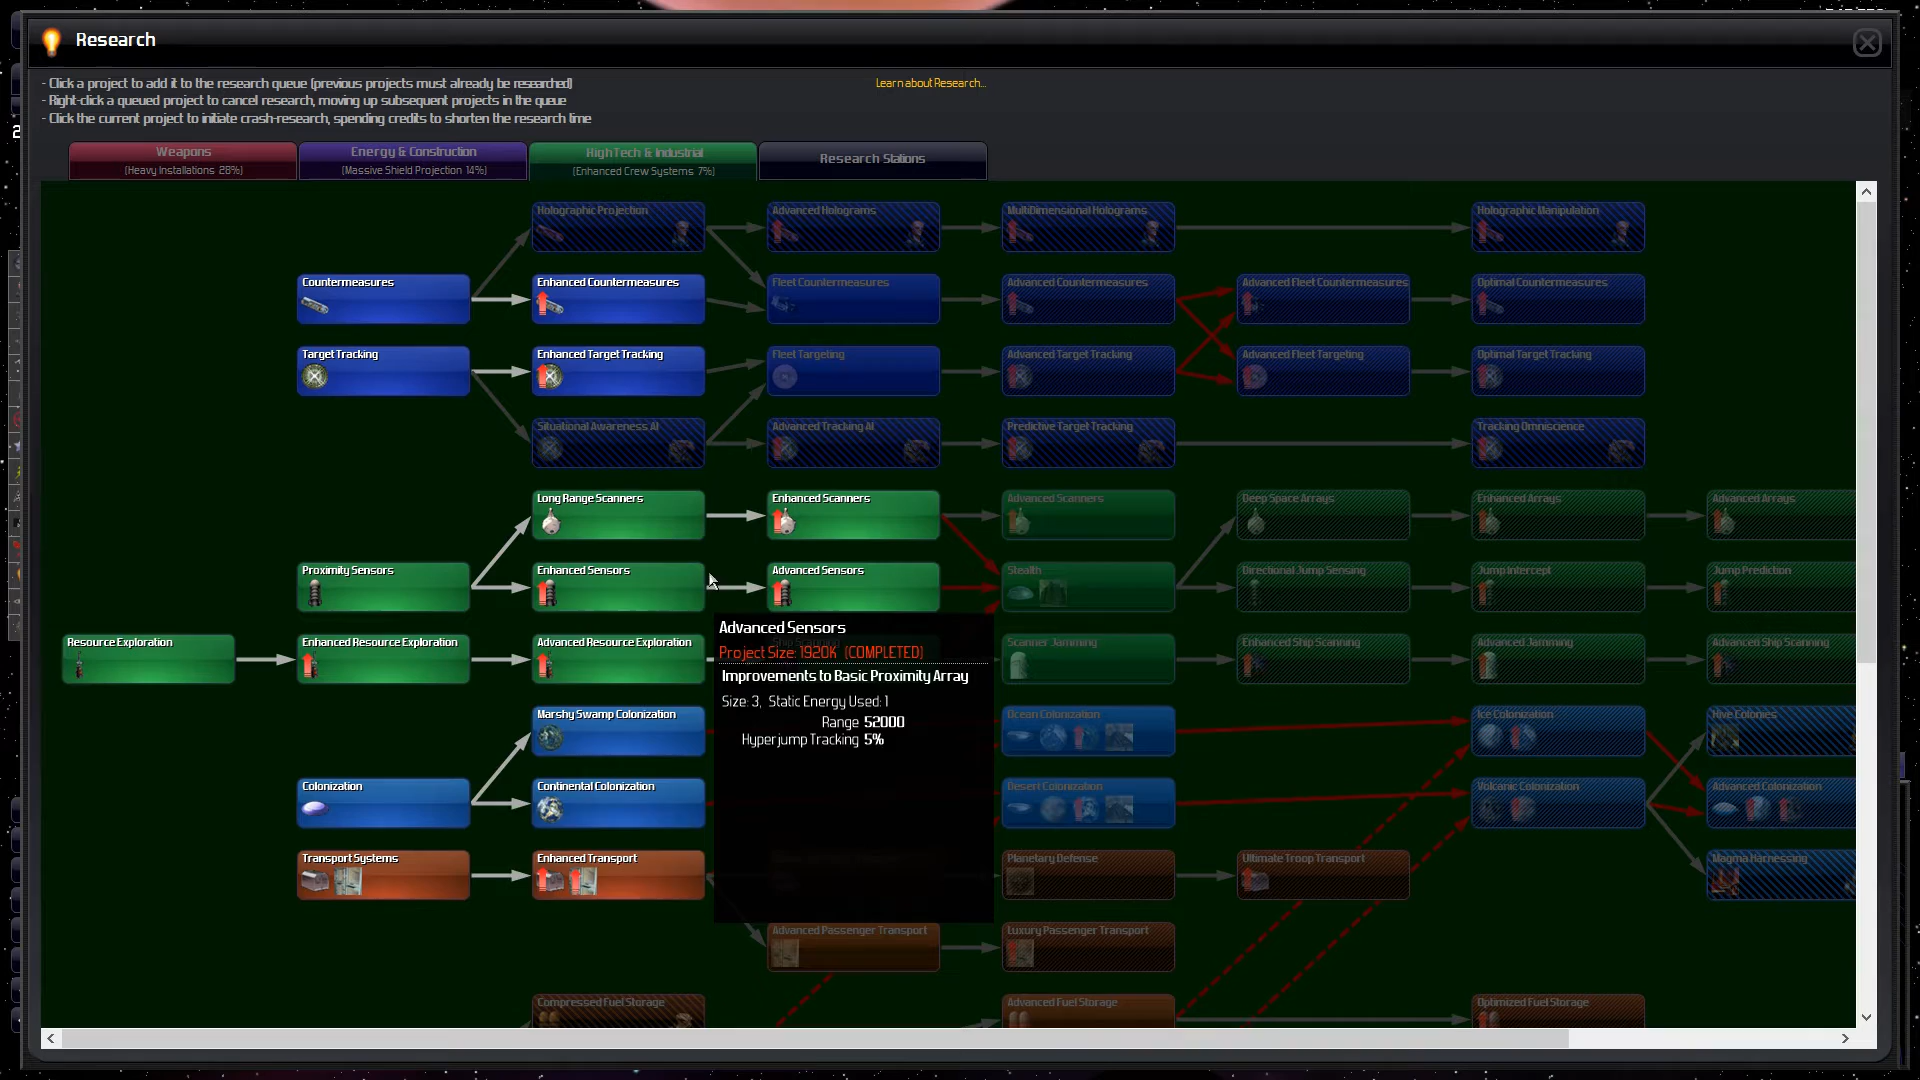 Research
- Click a project to add it to the research queue (previous projects must already be researched)
Learn about Research...
- Right-click a queued project to cancel research, moving up subsequent projects in the queue
- Click the current project to initiate crash-research, spending credits to shorten the research time
Weapons
(Heavy Installations 28%)
Energy & Construction
(Massive Shield Projection 14%)
HighTech & Industrial
(Enhanced Crew Systems 7%)
Research Stations
Holographic Projection
Advanced Holograms
MultiDimensional Holograms
Holographic Manipulation
Countermeasures
Enhanced Countermeasures
Fleet Countermeasures
Advanced Countermeasures
Advanced Fleet Countermeasures
Optimal Countermeasures
Target Tracking
Enhanced Target Tracking
Fleet Targeting
Advanced Target Tracking
Advanced Fleet Targeting
Optimal Target Tracking
Situational Awareness AI
Advanced Tracking AI
Predictive Target Tracking
Tracking Omniscience
Long Range Scanners
Enhanced Scanners
Advanced Scanners
Deep Space Arrays
Enhanced Arrays
Advanced Arrays
Proximity Sensors
Enhanced Sensors
Advanced Sensors
Stealth
Directional Jump Sensing
Jump Intercept
Jump Prediction
Resource Exploration
Enhanced Resource Exploration
Advanced Resource Exploration
Scanner Jamming
Enhanced Ship Scanning
Advanced Jamming
Advanced Ship Scanning
Advanced Sensors
Project Size: 1920K (COMPLETED)
Improvements to Basic Proximity Array
Size: 3, Static Energy Used: 1
Range 52000
Hyperjump Tracking 5%
Marshy Swamp Colonization
Ocean Colonization
Ice Colonization
Hive Colonies
Colonization
Continental Colonization
Desert Colonization
Volcanic Colonization
Advanced Colonization
Transport Systems
Enhanced Transport
Planetary Defense
Ultimate Troop Transport
Magma Harnessing
Advanced Passenger Transport
Luxury Passenger Transport
Compressed Fuel Storage
Advanced Fuel Storage
Optimized Fuel Storage